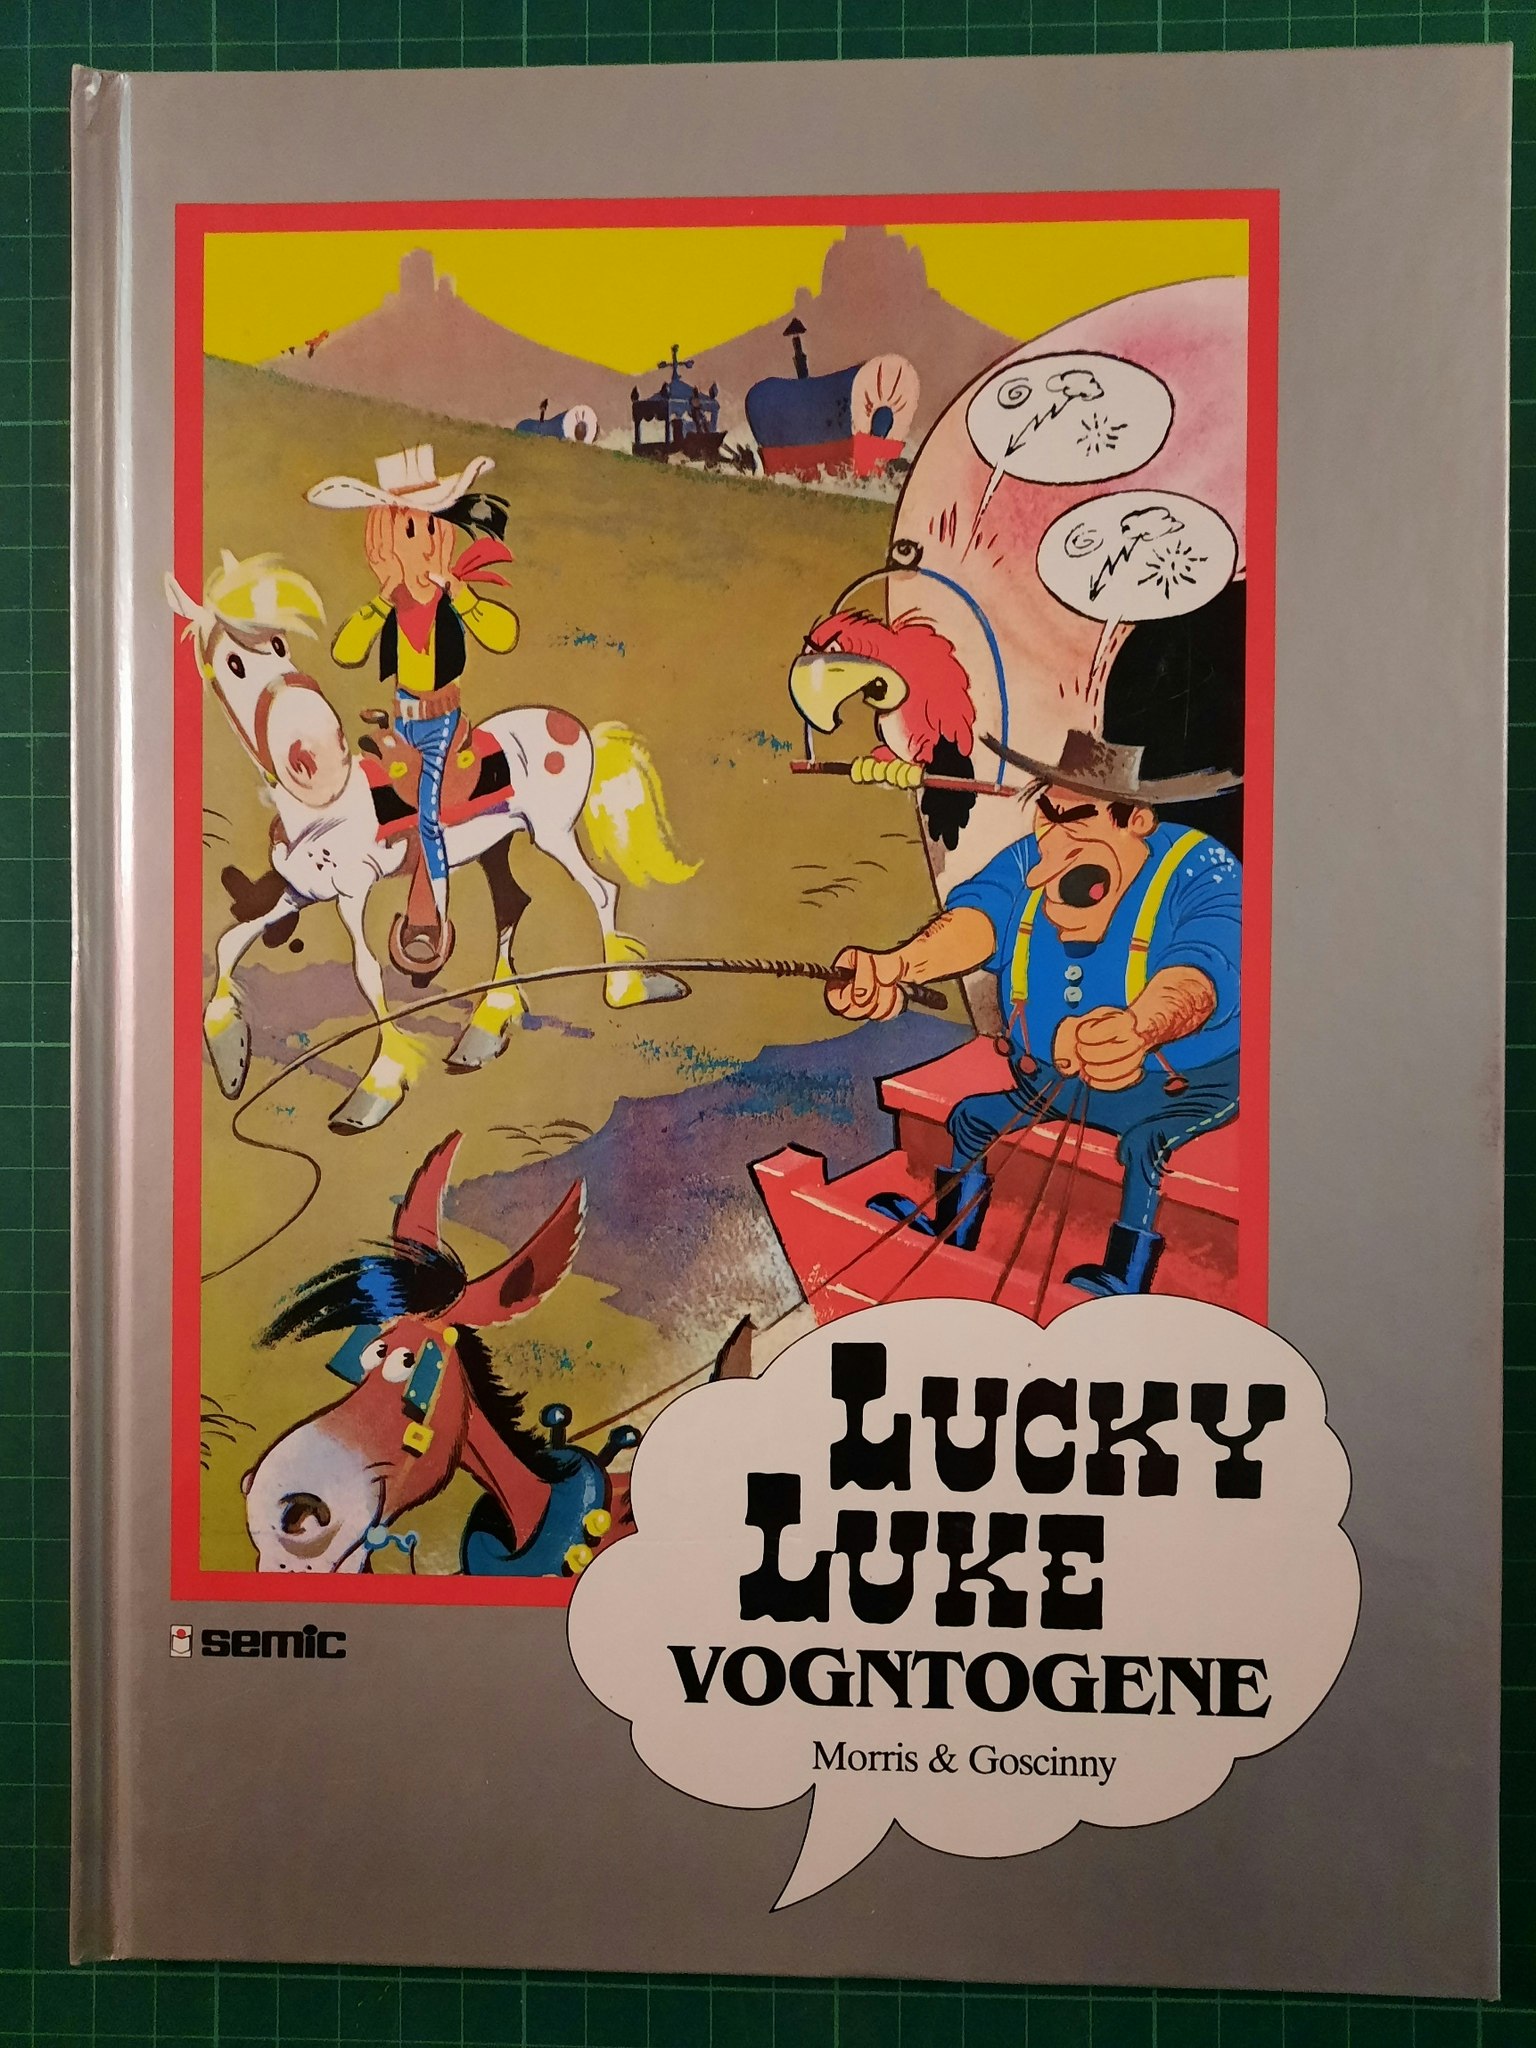 LUCKY
LUKE
VOGNTOGENE
Morris & Goscinny
semic